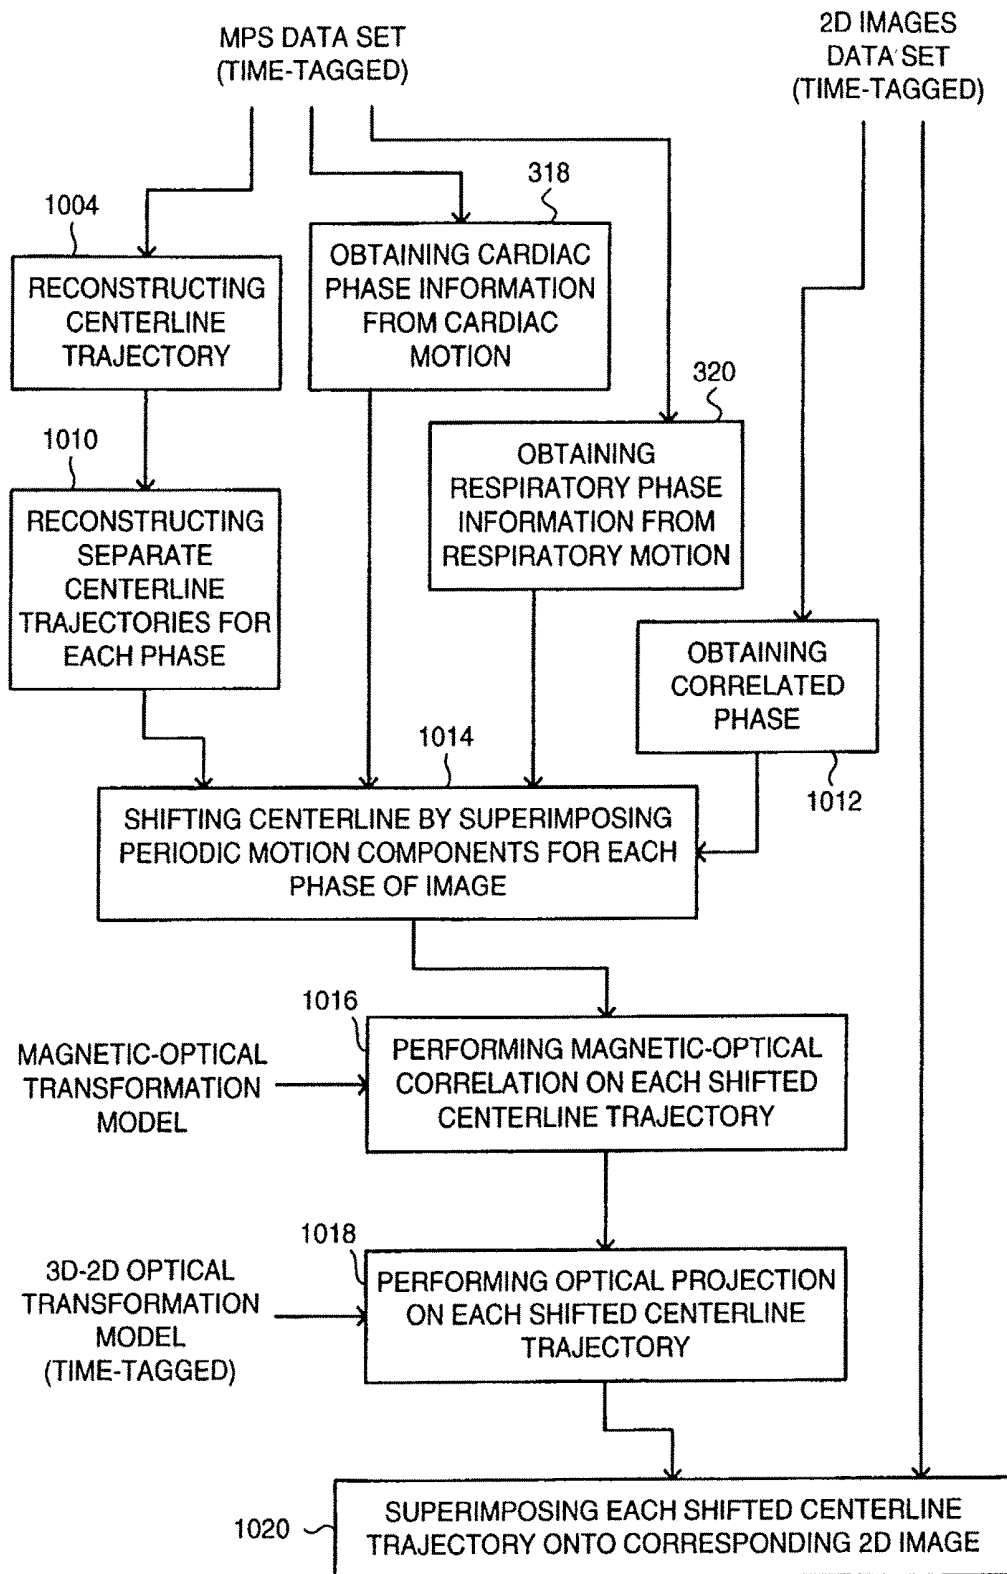 MPS DATA SET
(TIME-TAGGED)
2D IMAGES
DATA SET
(TIME-TAGGED)
1004
318
RECONSTRUCTING
CENTERLINE
TRAJECTORY
OBTAINING CARDIAC
PHASE INFORMATION
FROM CARDIAC
MOTION
320
1010
OBTAINING
RESPIRATORY PHASE
INFORMATION FROM
RESPIRATORY MOTION
RECONSTRUCTING
SEPARATE
CENTERLINE
TRAJECTORIES FOR
EACH PHASE
OBTAINING
CORRELATED
PHASE
1012
1014
SHIFTING CENTERLINE BY SUPERIMPOSING
PERIODIC MOTION COMPONENTS FOR EACH
PHASE OF IMAGE
1016
MAGNETIC-OPTICAL
TRANSFORMATION
MODEL
PERFORMING MAGNETIC-OPTICAL
CORRELATION ON EACH SHIFTED
CENTERLINE TRAJECTORY
1018
3D-2D OPTICAL
TRANSFORMATION
MODEL
(TIME-TAGGED)
PERFORMING OPTICAL PROJECTION
ON EACH SHIFTED CENTERLINE
TRAJECTORY
1020
SUPERIMPOSING EACH SHIFTED CENTERLINE
TRAJECTORY ONTO CORRESPONDING 2D IMAGE